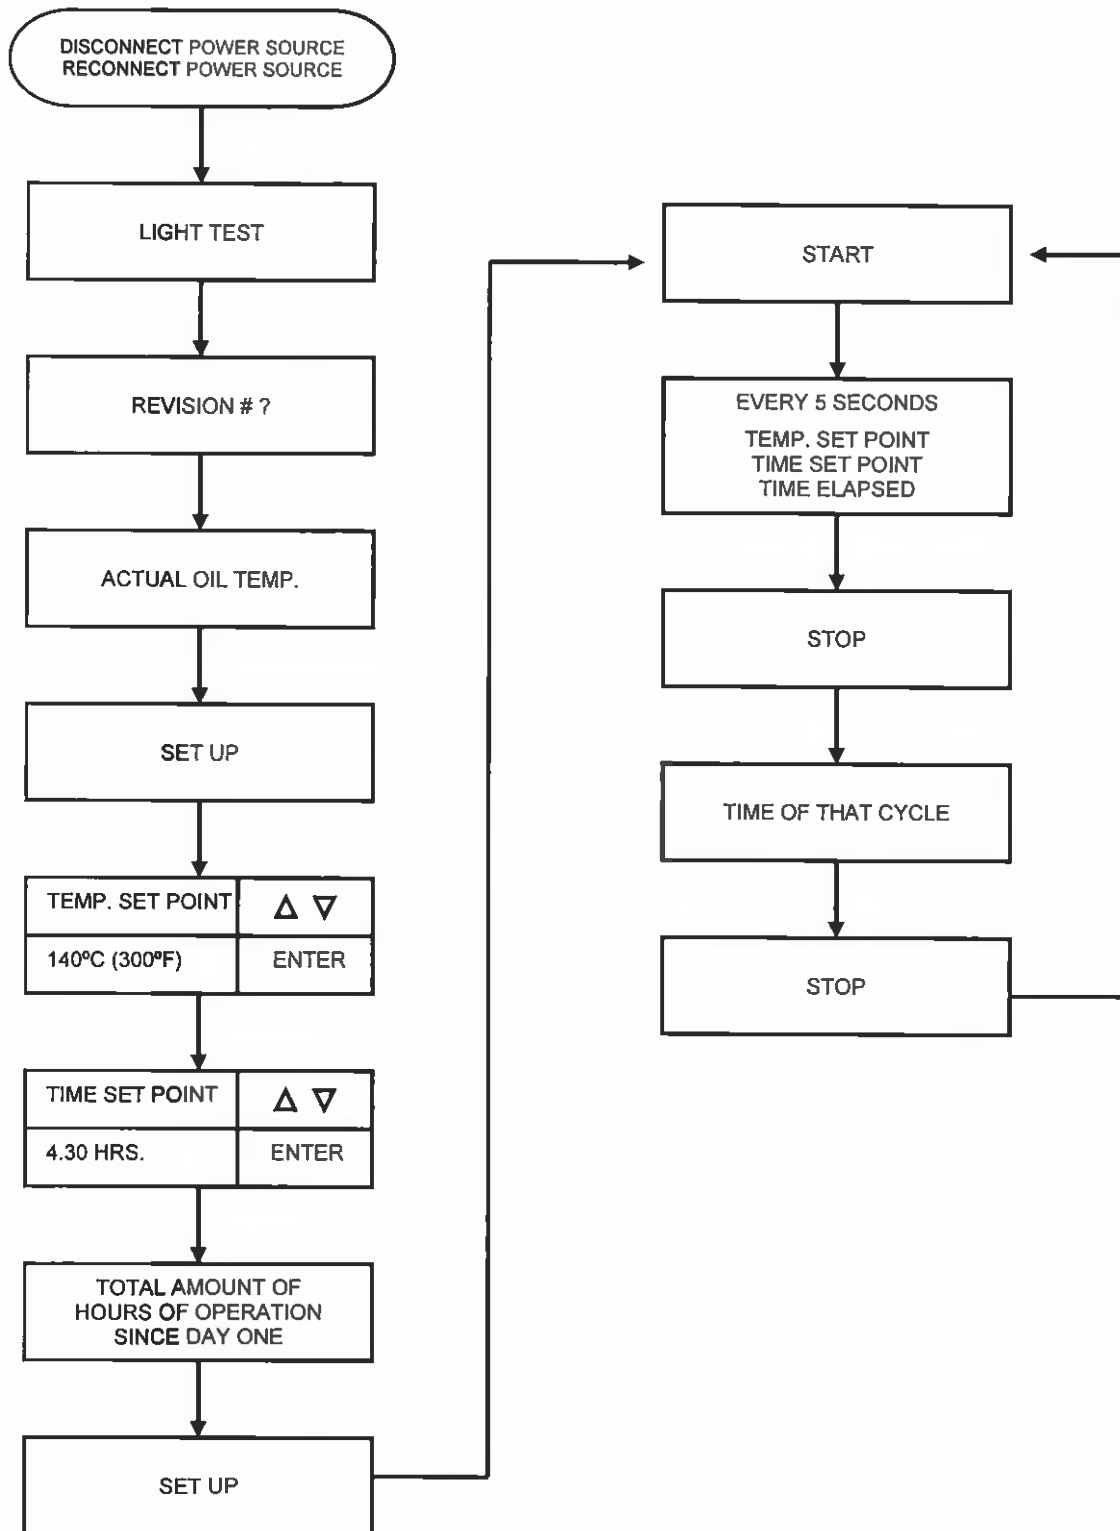 DISCONNECT POWER SOURCE
RECONNECT POWER SOURCE
LIGHT TEST
REVISION # ?
ACTUAL OIL TEMP.
SET UP
TEMP. SET POINT
△ ▽
140ºC (300ºF)
ENTER
TIME SET POINT
△ ▽
4.30 HRS.
ENTER
TOTAL AMOUNT OF
HOURS OF OPERATION
SINCE DAY ONE
SET UP
START
EVERY 5 SECONDS
TEMP. SET POINT
TIME SET POINT
TIME ELAPSED
STOP
TIME OF THAT CYCLE
STOP